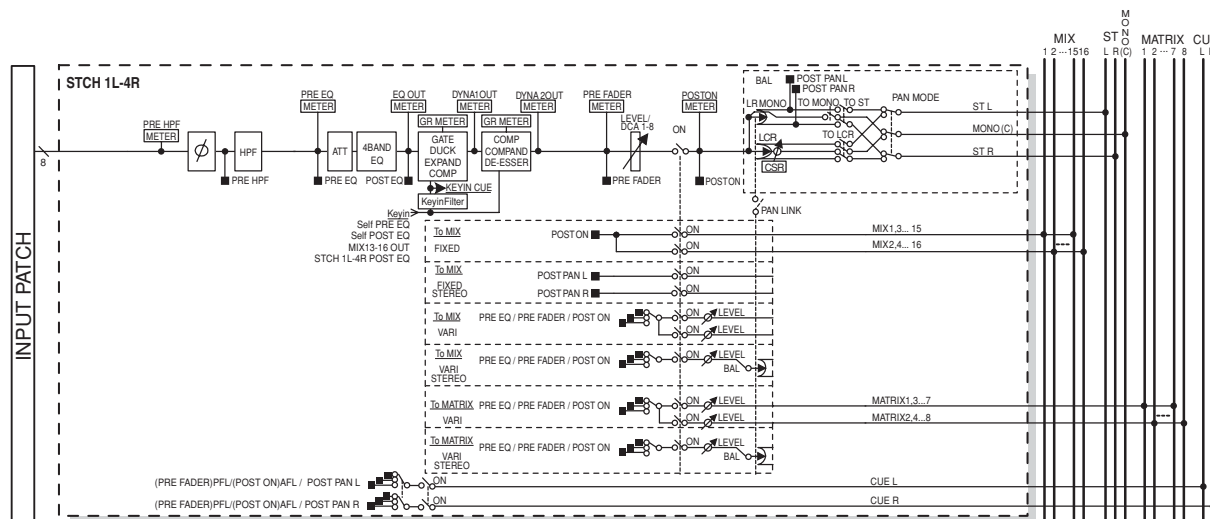 MONO
MIX ST (C) MATRIX CU
1 2 ··· 1516 L R 1 2 ··· 7 8 L
INPUT PATCH
8
STCH 1L-4R
PRE HPF
METER
ϕ
PRE HPF
HPF
PRE EQ
METER
PRE EQ
ATT
4BAND
EQ
POST EQ
EQ OUT
METER
DYNA1OUT
METER
GR METER
GATE
DUCK
EXPAND
COMP
KEYIN CUE
KeyinFilter
DYNA2OUT
METER
GR METER
COMP
COMPAND
DE-ESSER
PRE FADER
METER
PRE FADER
LEVEL/
DCA 1-8
ON
POSTON
METER
POSTON
BAL
POST PAN L
POST PAN R
LR MONO
TO MONO
TO ST
PAN MODE
LCR
TO LCR
CSR
ST L
MONO (C)
ST R
PAN LINK
Keyin
Self PRE EQ
Self POST EQ
MIX13-16 OUT
STCH 1L-4R POST EQ
To MIX
FIXED
POST ON
ON
ON
MIX1,3... 15
MIX2,4... 16
To MIX
FIXED
STEREO
POST PAN L
ON
POST PAN R
ON
To MIX
VARI
PRE EQ / PRE FADER / POST ON
ON LEVEL
ON LEVEL
To MIX
VARI
STEREO
PRE EQ / PRE FADER / POST ON
ON LEVEL
BAL
To MATRIX
VARI
PRE EQ / PRE FADER / POST ON
ON LEVEL
ON LEVEL
MATRIX1,3...7
MATRIX2,4...8
To MATRIX
VARI
STEREO
PRE EQ / PRE FADER / POST ON
ON LEVEL
BAL
(PRE FADER)PFL/(POST ON)AFL / POST PAN L
ON
CUE L
(PRE FADER)PFL/(POST ON)AFL / POST PAN R
ON
CUE R